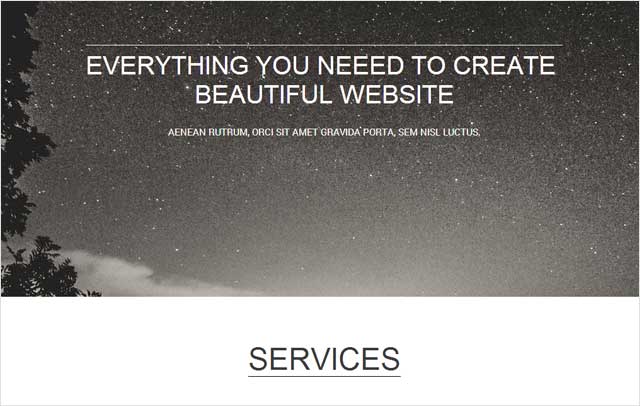 EVERYTHING YOU NEEED TO CREATE
BEAUTIFUL WEBSITE
AENEAN RUTRUM, ORCI SIT AMET GRAVIDA PORTA, SEM NISL LUCTUS.
SERVICES